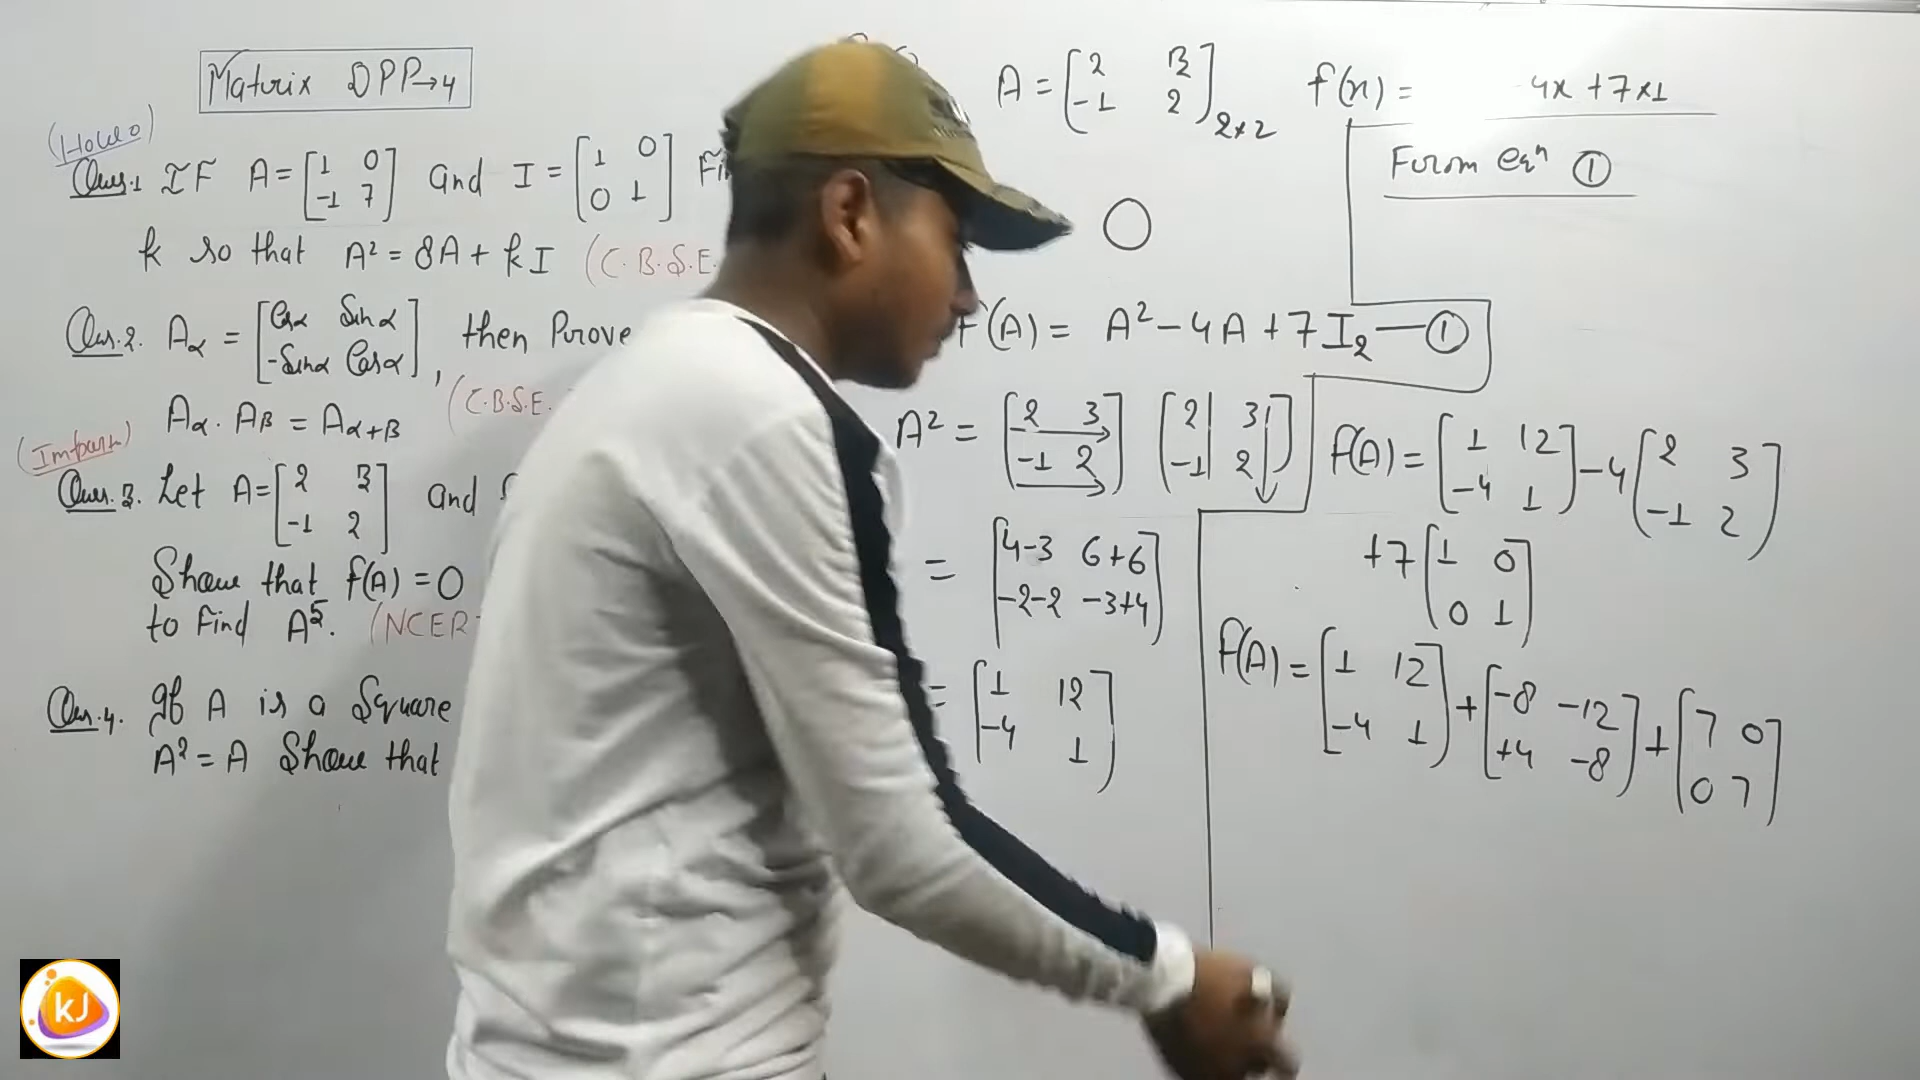 Matrix DPP→4
(How)
Ques.1 IF A = [1 0 -1 7] and I = [1 0 0 1]
k so that A² = 8A + kI (C.B.S.E.
Ques.2. Aα = [Cosα Sinα -Sinα Cosα], then Prove
Aα . Aβ = Aα+β (C.B.S.E.
Ques.3. Let A = [2 3 -1 2] and
Show that f(A) = 0
to find A⁵. (NCERT
Ques.4. If A is a Square
A² = A Show that
A = [2 3
-1 2]2×2
f(x) = 4x + 7×1
From eqⁿ ①
O
F(A) = A² - 4A + 7I₂ — ①
A² = [2 3
-1 2] [2 3
-1 2]
= [4-3 6+6
-2-2 -3+4]
= [1 12
-4 1]
f(A) = [1 12
-4 1] - 4 [2 3
-1 2]
+7 [1 0
0 1]
f(A) = [1 12
-4 1] + [-8 -12
+4 -8] + [7 0
0 7]
kJ